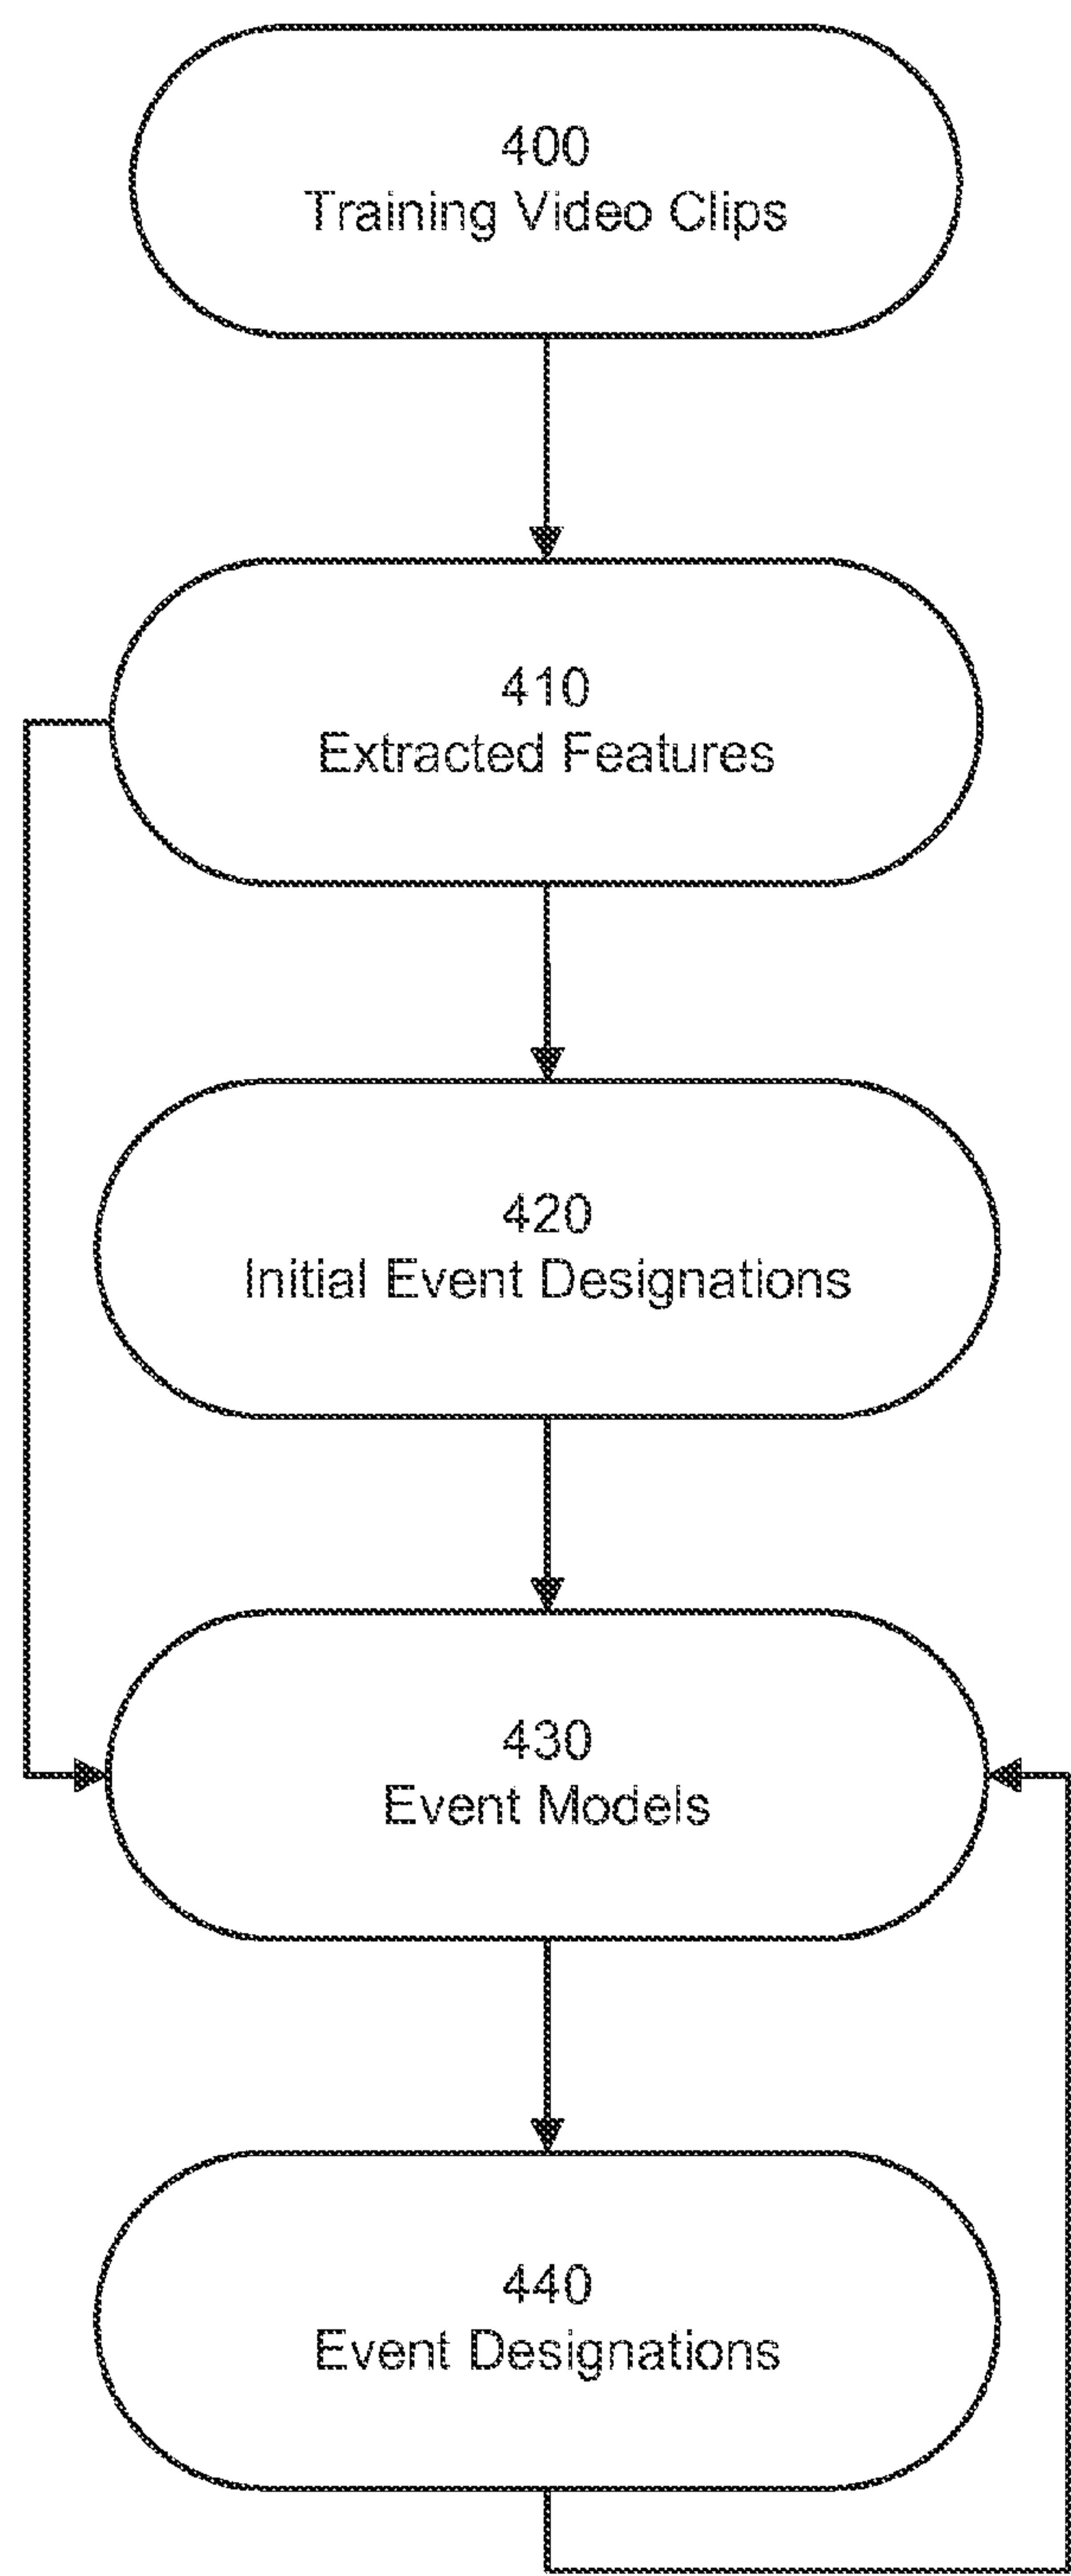 400
Training Video Clips
410
Extracted Features
420
Initial Event Designations
430
Event Models
440
Event Designations